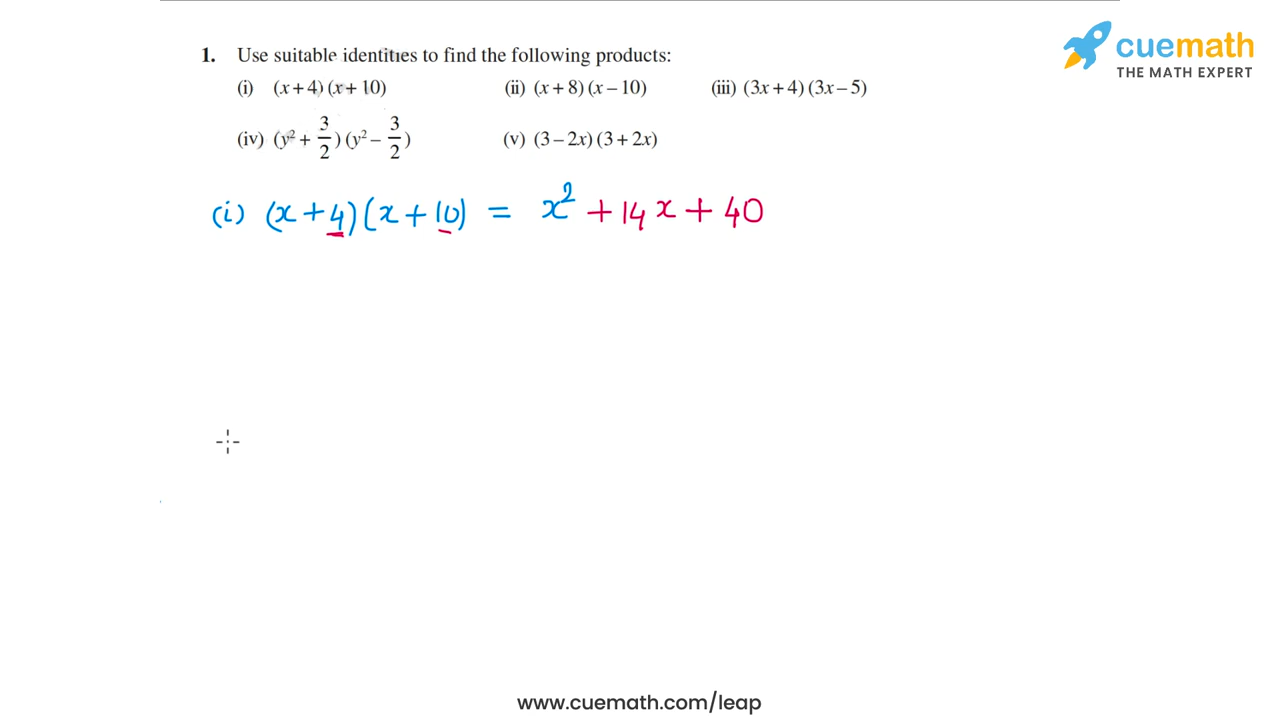 cuemath
THE MATH EXPERT
1. Use suitable identities to find the following products:
(i) (x + 4) (x + 10) (ii) (x + 8) (x – 10) (iii) (3x + 4) (3x – 5)
(iv) (y² + 3/2) (y² – 3/2) (v) (3 – 2x) (3 + 2x)
(i) (x + 4)(x + 10) = x² + 14x + 40
www.cuemath.com/leap